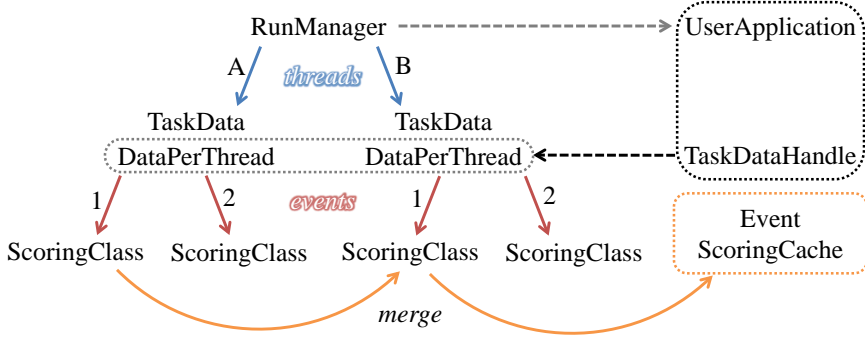 RunManager
UserApplication
A
threads
B
TaskData
TaskData
DataPerThread
DataPerThread
TaskDataHandle
1
2
events
1
2
Event
ScoringCache
ScoringClass
ScoringClass
ScoringClass
ScoringClass
merge